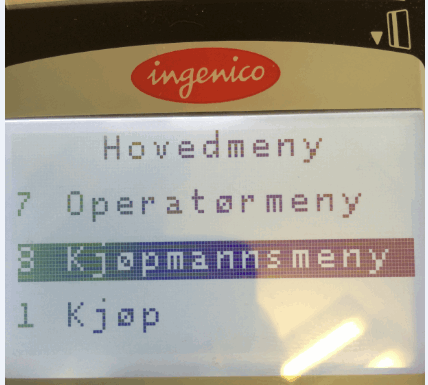 ingenico
Hovedmeny
7 Operatørmeny
8 Kjøpmannsmeny
1 Kjøp